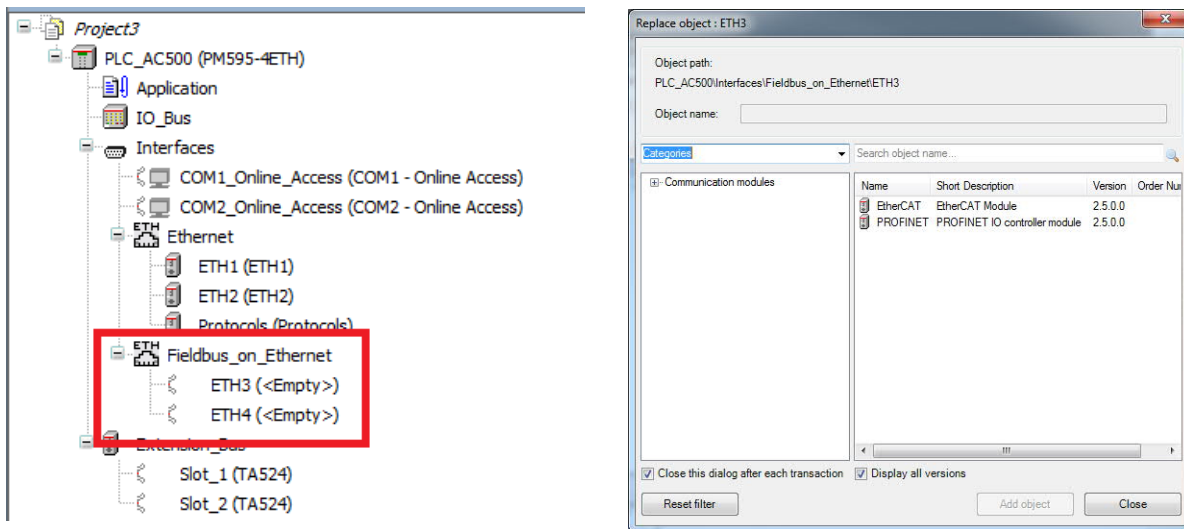 Project3
PLC_AC500 (PM595-4ETH)
Application
IO_Bus
Interfaces
COM1_Online_Access (COM1 - Online Access)
COM2_Online_Access (COM2 - Online Access)
ETH
Ethernet
ETH1 (ETH1)
ETH2 (ETH2)
Protocols (Protocols)
ETH
Fieldbus_on_Ethernet
ETH3 (<Empty>)
ETH4 (<Empty>)
Extension_Bus
Slot_1 (TA524)
Slot_2 (TA524)
Replace object : ETH3
Object path:
PLC_AC500\Interfaces\Fieldbus_on_Ethernet\ETH3
Object name:
Categories
Search object name...
Communication modules
Name Short Description Version Order Nu
EtherCAT EtherCAT Module 2.5.0.0
PROFINET PROFINET IO controller module 2.5.0.0
Close this dialog after each transaction
Display all versions
Reset filter
Add object
Close